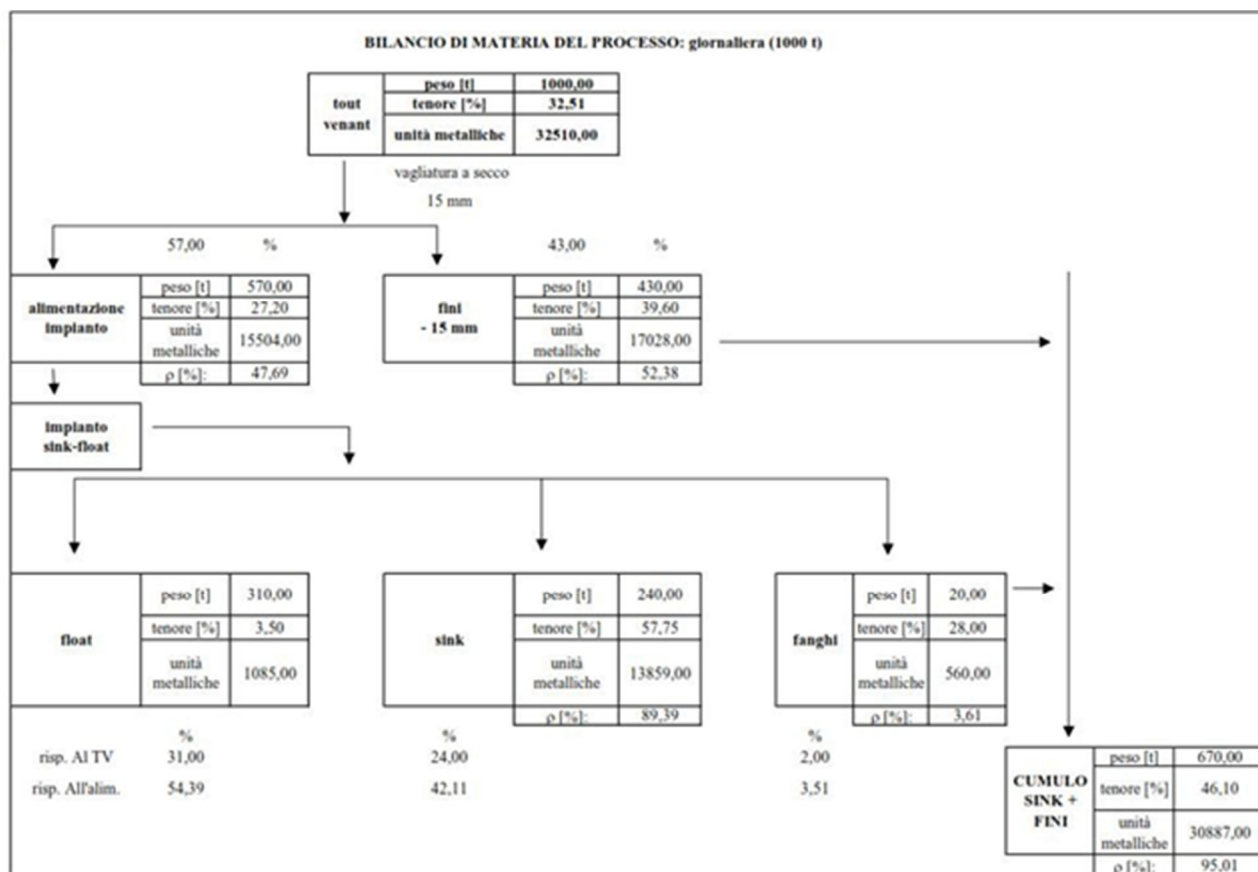 BILANCIO DI MATERIA DEL PROCESSO: giornaliera (1000 t)
tout venant
peso [t] 1000,00
tenore [%] 32,51
unità metalliche 32510,00
vagliatura a secco
15 mm
57,00 %
43,00 %
alimentazione impianto
peso [t] 570,00
tenore [%] 27,20
unità metalliche 15504,00
ρ [%]: 47,69
fini - 15 mm
peso [t] 430,00
tenore [%] 39,60
unità metalliche 17028,00
ρ [%]: 52,38
impianto sink-float
float
peso [t] 310,00
tenore [%] 3,50
unità metalliche 1085,00
sink
peso [t] 240,00
tenore [%] 57,75
unità metalliche 13859,00
ρ [%]: 89,39
fanghi
peso [t] 20,00
tenore [%] 28,00
unità metalliche 560,00
ρ [%]: 3,61
% % %
risp. Al TV 31,00 24,00 2,00
risp. All'alim. 54,39 42,11 3,51
CUMULO SINK + FINI
peso [t] 670,00
tenore [%] 46,10
unità metalliche 30887,00
ρ [%]: 95,01